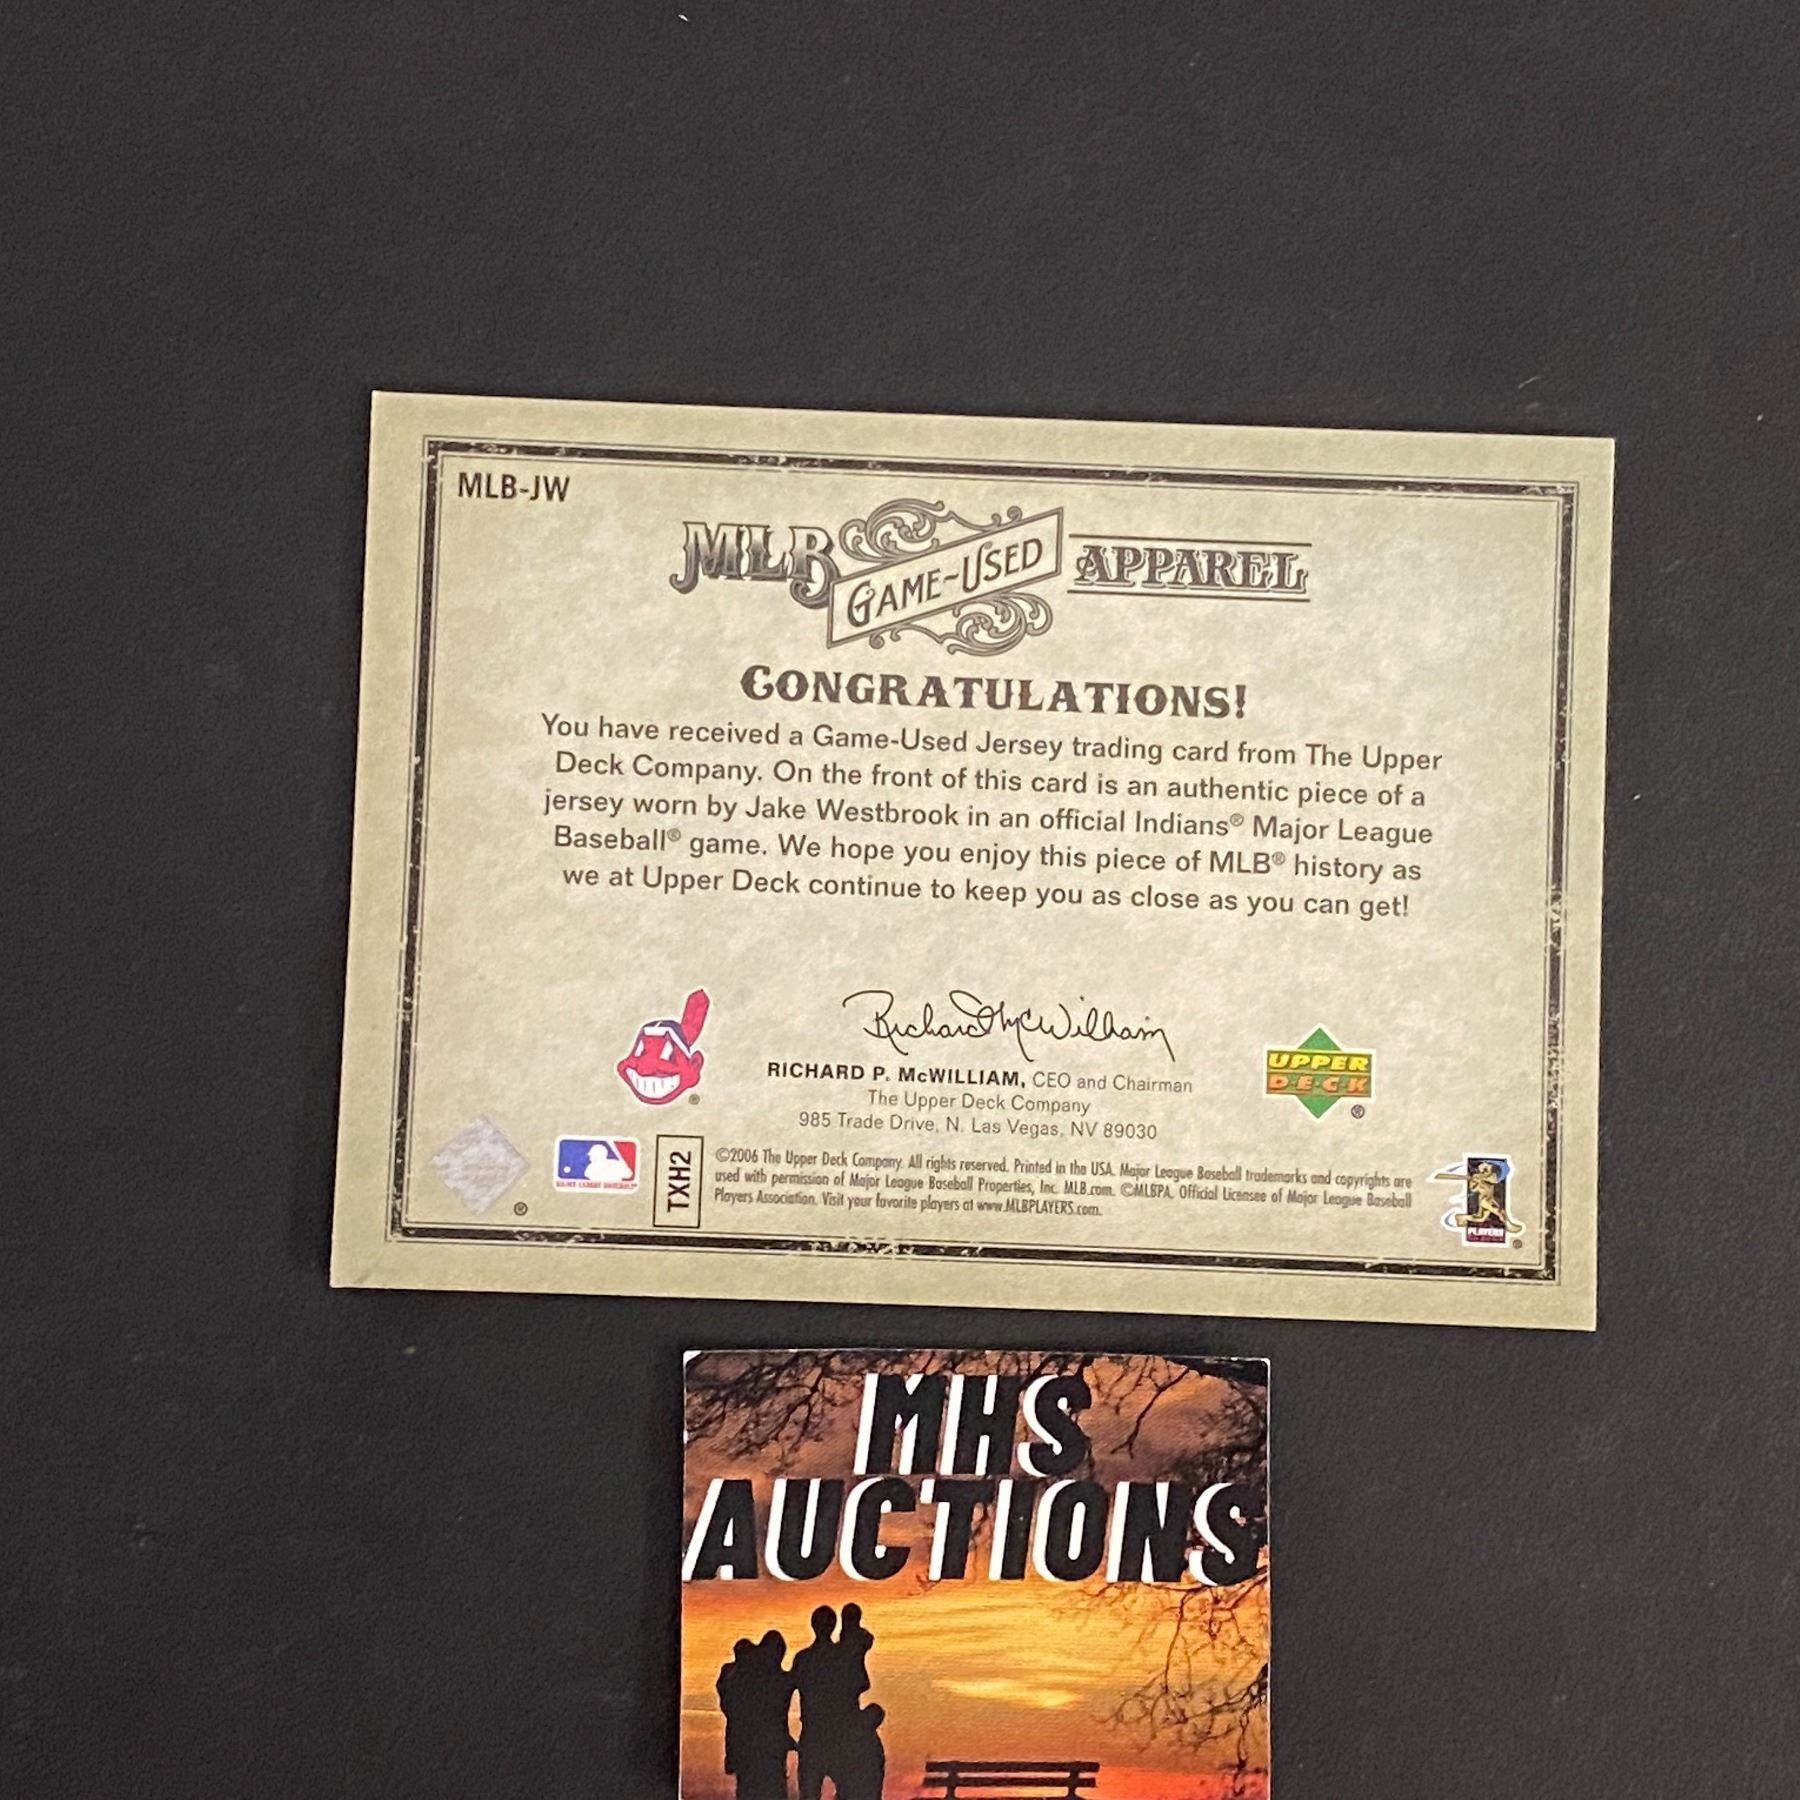 MLB-JW
MLB GAME-USED APPAREL
CONGRATULATIONS!
You have received a Game-Used Jersey trading card from The Upper
Deck Company. On the front of this card is an authentic piece of a
jersey worn by Jake Westbrook in an official Indians® Major League
Baseball® game. We hope you enjoy this piece of MLB® history as
we at Upper Deck continue to keep you as close as you can get!
Richard P McWilliam
RICHARD P. McWILLIAM, CEO and Chairman
The Upper Deck Company
985 Trade Drive, N. Las Vegas, NV 89030
®
UPPER
DECK
®
®
MAJOR LEAGUE BASEBALL
TXH2
©2006 The Upper Deck Company. All rights reserved. Printed in the USA. Major League Baseball trademarks and copyrights are
used with permission of Major League Baseball Properties, Inc. MLB.com. ©MLBPA, Official Licensee of Major League Baseball
Players Association. Visit your favorite players at www.MLBPLAYERS.com.
PLAYERS
®
MHS
AUCTIONS